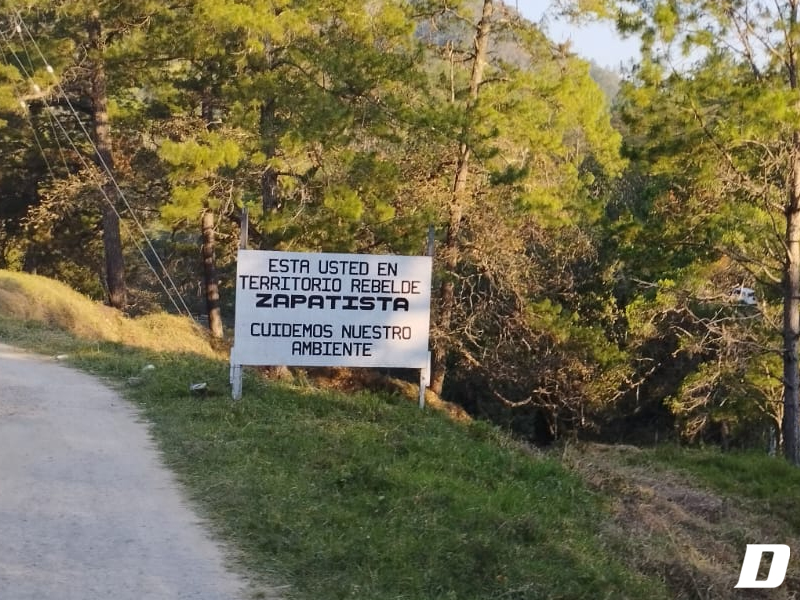 ESTA USTED EN
TERRITORIO REBELDE
ZAPATISTA
CUIDEMOS NUESTRO
AMBIENTE
D